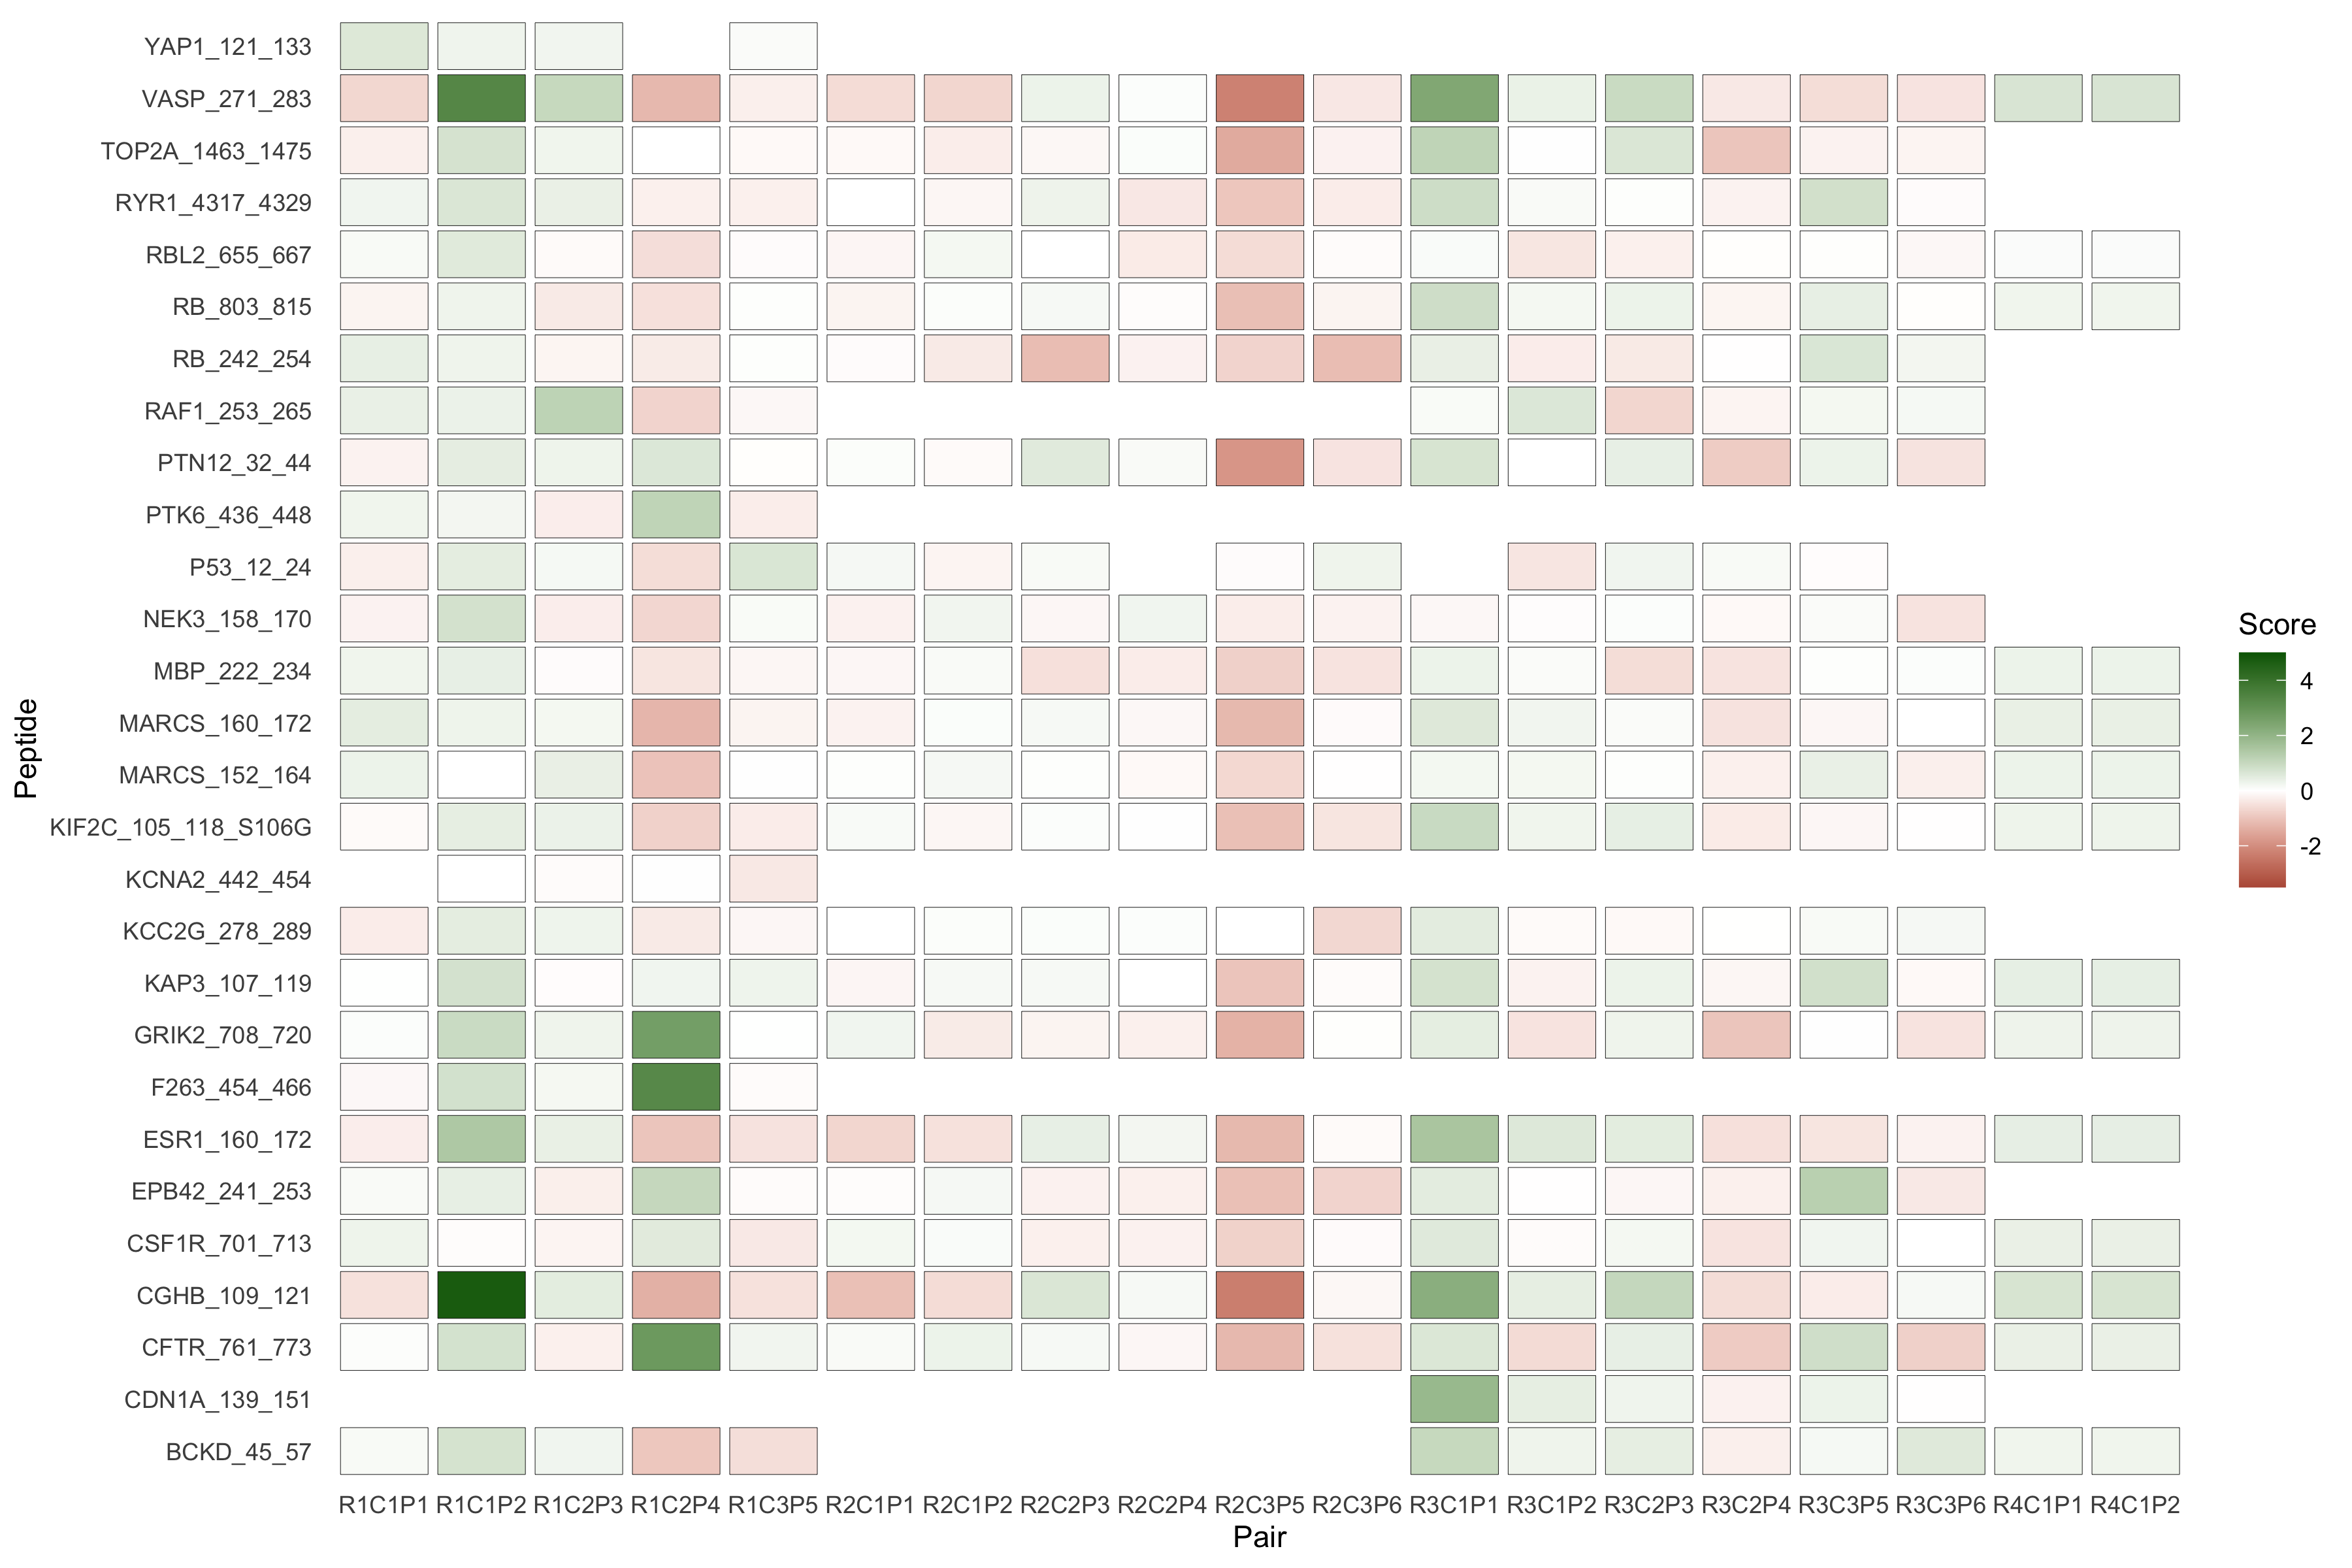 YAP1_121_133
VASP_271_283
TOP2A_1463_1475
RYR1_4317_4329
RBL2_655_667
RB_803_815
RB_242_254
RAF1_253_265
PTN12_32_44
PTK6_436_448
P53_12_24
NEK3_158_170
MBP_222_234
MARCS_160_172
MARCS_152_164
KIF2C_105_118_S106G
KCNA2_442_454
KCC2G_278_289
KAP3_107_119
GRIK2_708_720
F263_454_466
ESR1_160_172
EPB42_241_253
CSF1R_701_713
CGHB_109_121
CFTR_761_773
CDN1A_139_151
BCKD_45_57
Peptide
R1C1P1 R1C1P2 R1C2P3 R1C2P4 R1C3P5 R2C1P1 R2C1P2 R2C2P3 R2C2P4 R2C3P5 R2C3P6 R3C1P1 R3C1P2 R3C2P3 R3C2P4 R3C3P5 R3C3P6 R4C1P1 R4C1P2
Pair
Score
4
2
0
-2